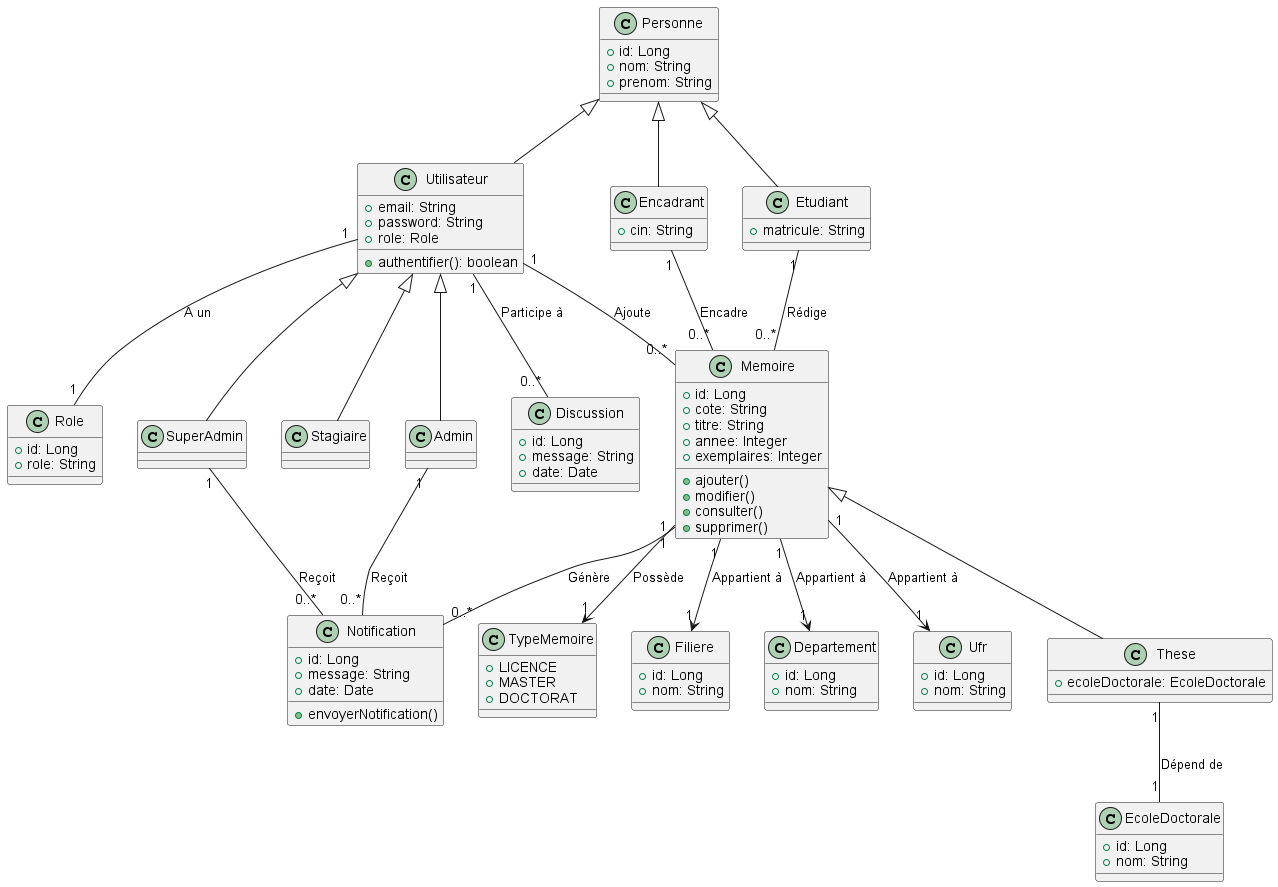 C Personne
id: Long
nom: String
prenom: String
C Utilisateur
email: String
password: String
role: Role
authentifier(): boolean
C Encadrant
cin: String
C Etudiant
matricule: String
1
1
1
1
1
A un
Participe à
Ajoute
Encadre
Rédige
1
0..*
0..*
0..*
0..*
C Role
id: Long
role: String
C SuperAdmin
C Stagiaire
C Admin
C Discussion
id: Long
message: String
date: Date
C Memoire
id: Long
cote: String
titre: String
annee: Integer
exemplaires: Integer
ajouter()
modifier()
consulter()
supprimer()
1
1
1
1
1
1
1
Reçoit
Reçoit
Génère
Possède
Appartient à
Appartient à
Appartient à
0..*
0..*
0..*
1
1
1
1
C Notification
id: Long
message: String
date: Date
envoyerNotification()
C TypeMemoire
LICENCE
MASTER
DOCTORAT
C Filiere
id: Long
nom: String
C Departement
id: Long
nom: String
C Ufr
id: Long
nom: String
C These
ecoleDoctorale: EcoleDoctorale
1
Dépend de
1
C EcoleDoctorale
id: Long
nom: String